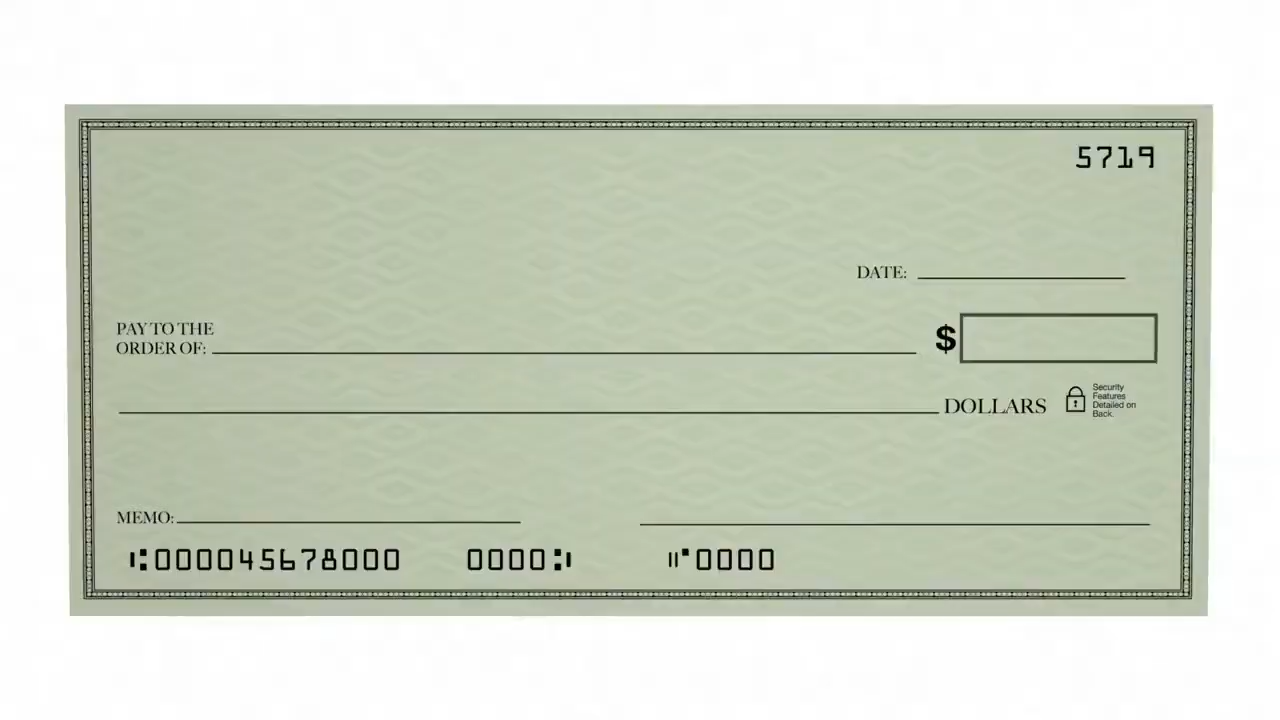 5719
DATE:
PAY TO THE
ORDER OF:
$
DOLLARS
Security
Features
Detailed on
Back.
MEMO:
⑆000045678000 0000⑆ ⑈0000